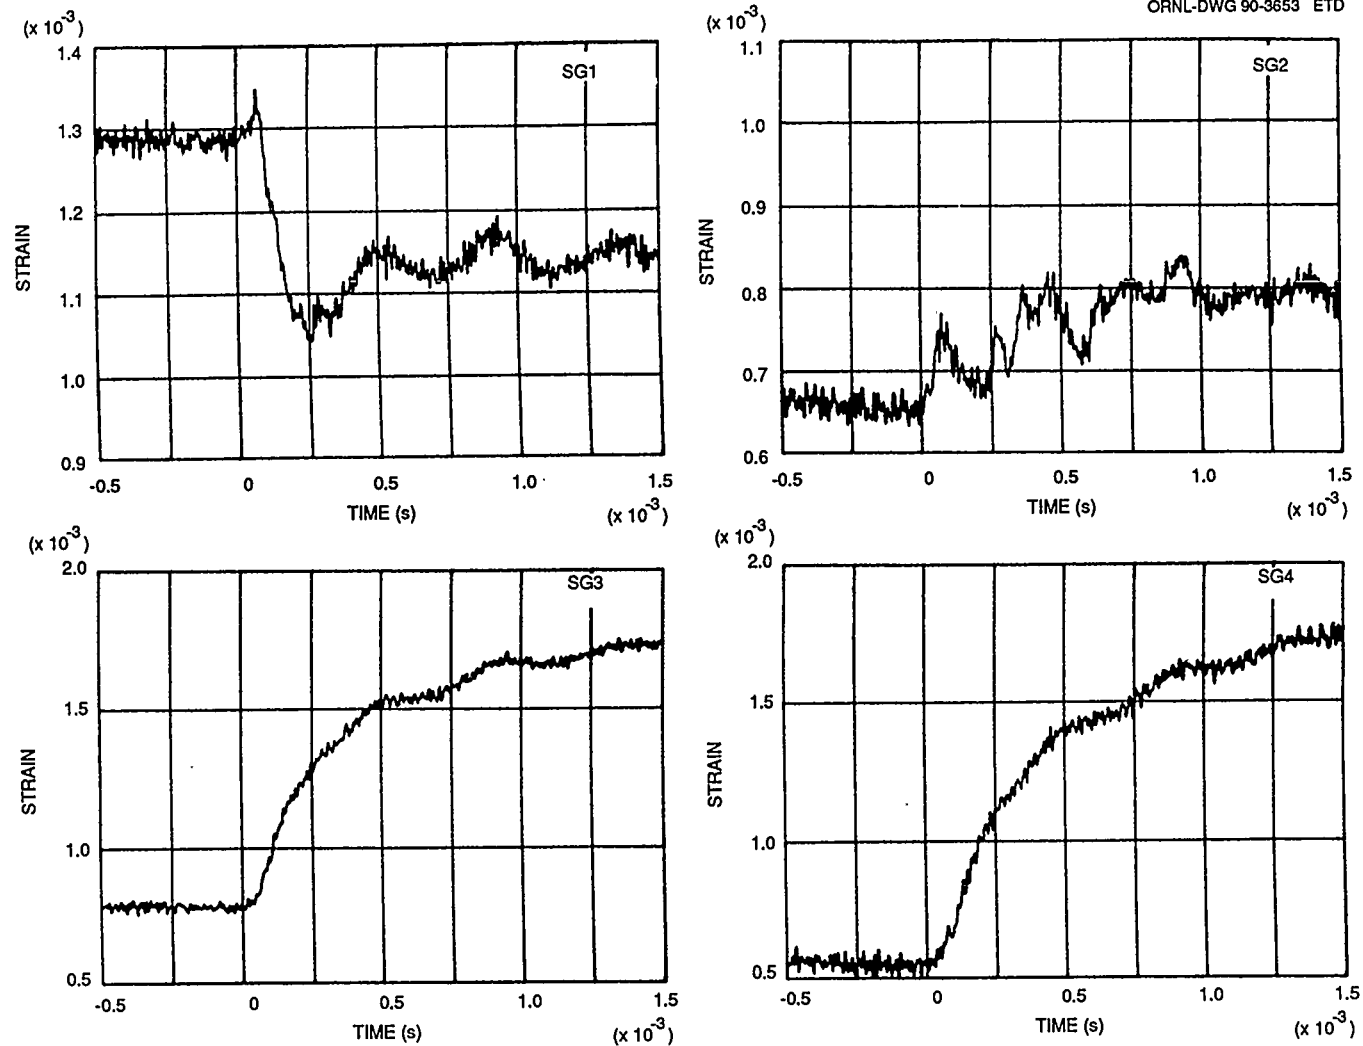 ORNL-DWG 90-3653 ETD
(x 10-3)
1.4
1.3
1.2
1.1
1.0
0.9
STRAIN
SG1
-0.5 0 0.5 1.0 1.5
TIME (s)
(x 10-3)
(x 10-3)
1.1
1.0
0.9
0.8
0.7
0.6
STRAIN
SG2
-0.5 0 0.5 1.0 1.5
TIME (s)
(x 10-3)
(x 10-3)
2.0
1.5
1.0
0.5
STRAIN
SG3
-0.5 0 0.5 1.0 1.5
TIME (s)
(x 10-3)
(x 10-3)
2.0
1.5
1.0
0.5
STRAIN
SG4
-0.5 0 0.5 1.0 1.5
TIME (s)
(x 10-3)